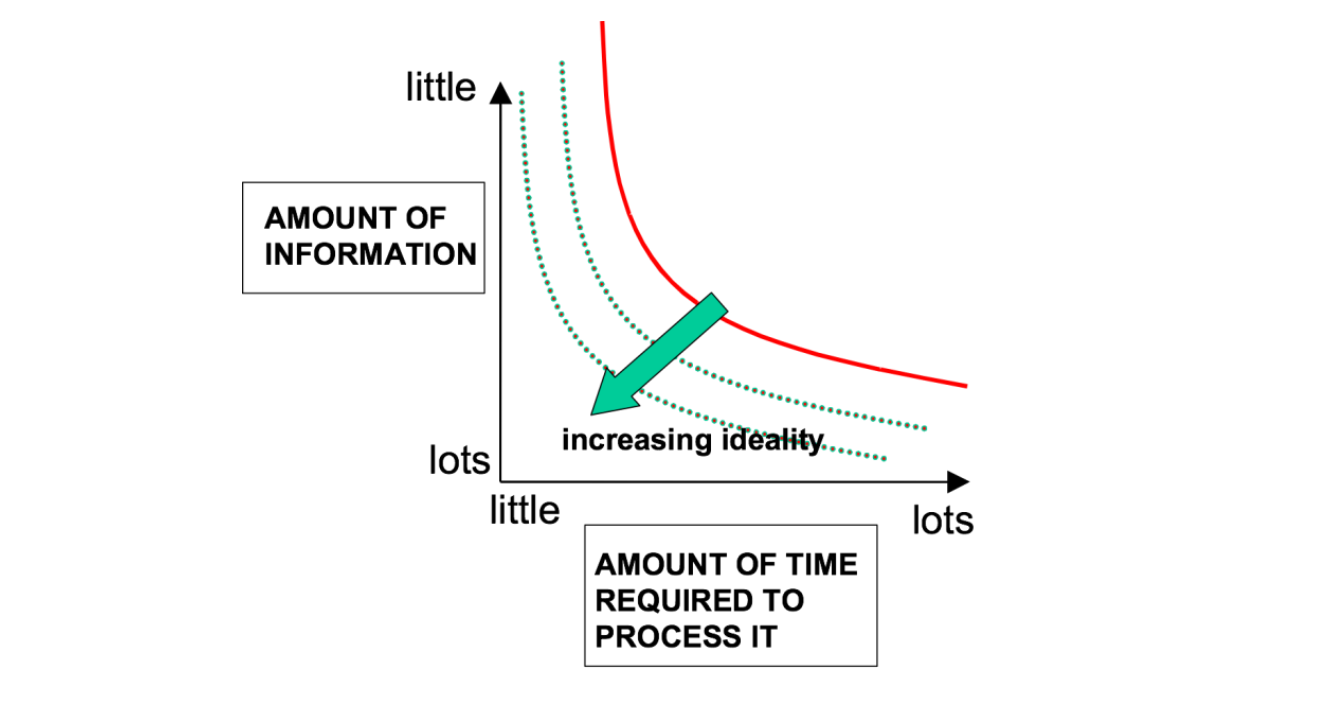 little
AMOUNT OF
INFORMATION
increasing ideality
lots
little
lots
AMOUNT OF TIME
REQUIRED TO
PROCESS IT